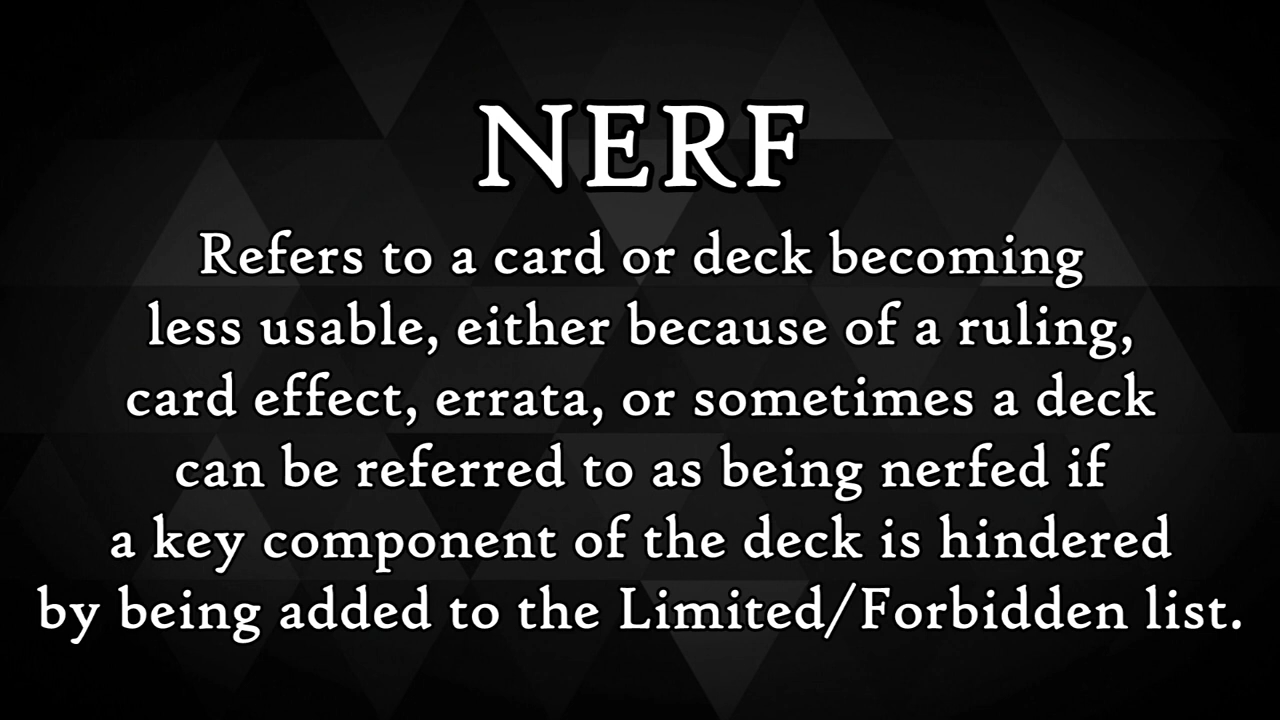 NERF
Refers to a card or deck becoming
less usable, either because of a ruling,
card effect, errata, or sometimes a deck
can be referred to as being nerfed if
a key component of the deck is hindered
by being added to the Limited/Forbidden list.